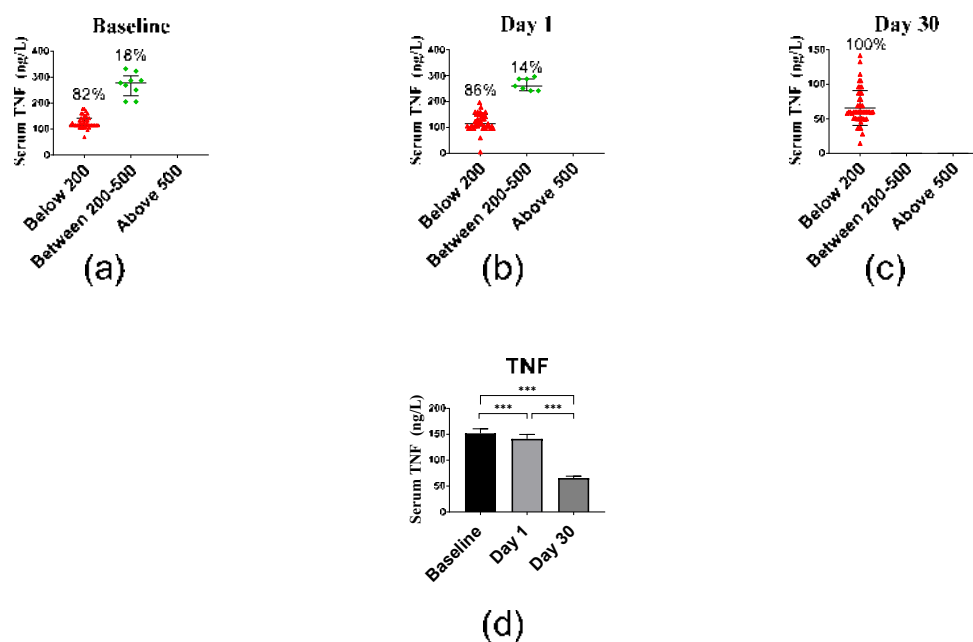 Baseline
Serum TNF (ng/L)
400
300
200
100
0
82%
18%
Below 200
Between 200-500
Above 500
(a)
Day 1
Serum TNF (ng/L)
400
300
200
100
0
86%
14%
Below 200
Between 200-500
Above 500
(b)
Day 30
Serum TNF (ng/L)
150
100
50
0
100%
Below 200
Between 200-500
Above 500
(c)
TNF
Serum TNF (ng/L)
200
150
100
50
0
***
*** ***
Baseline
Day 1
Day 30
(d)